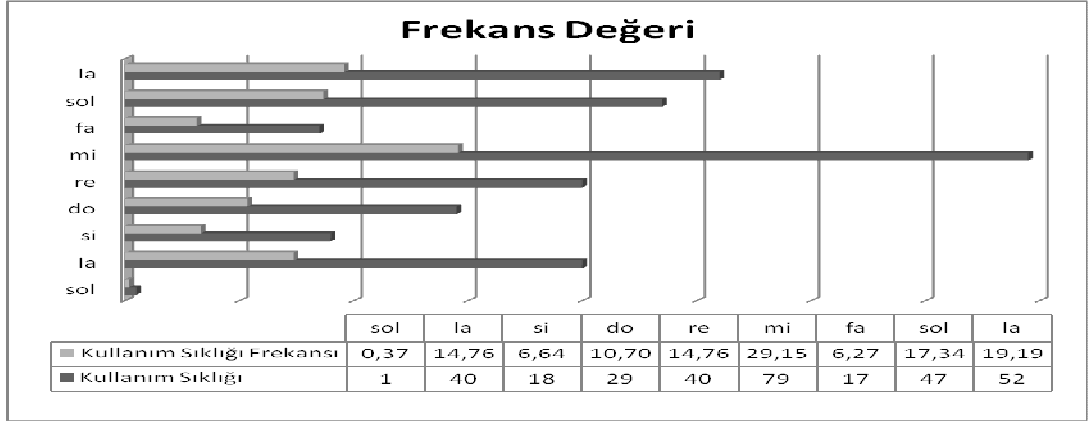 Frekans Değeri
la
sol
fa
mi
re
do
si
la
sol
sol la si do re mi fa sol la
Kullanım Sıklığı Frekansı 0,37 14,76 6,64 10,70 14,76 29,15 6,27 17,34 19,19
Kullanım Sıklığı 1 40 18 29 40 79 17 47 52